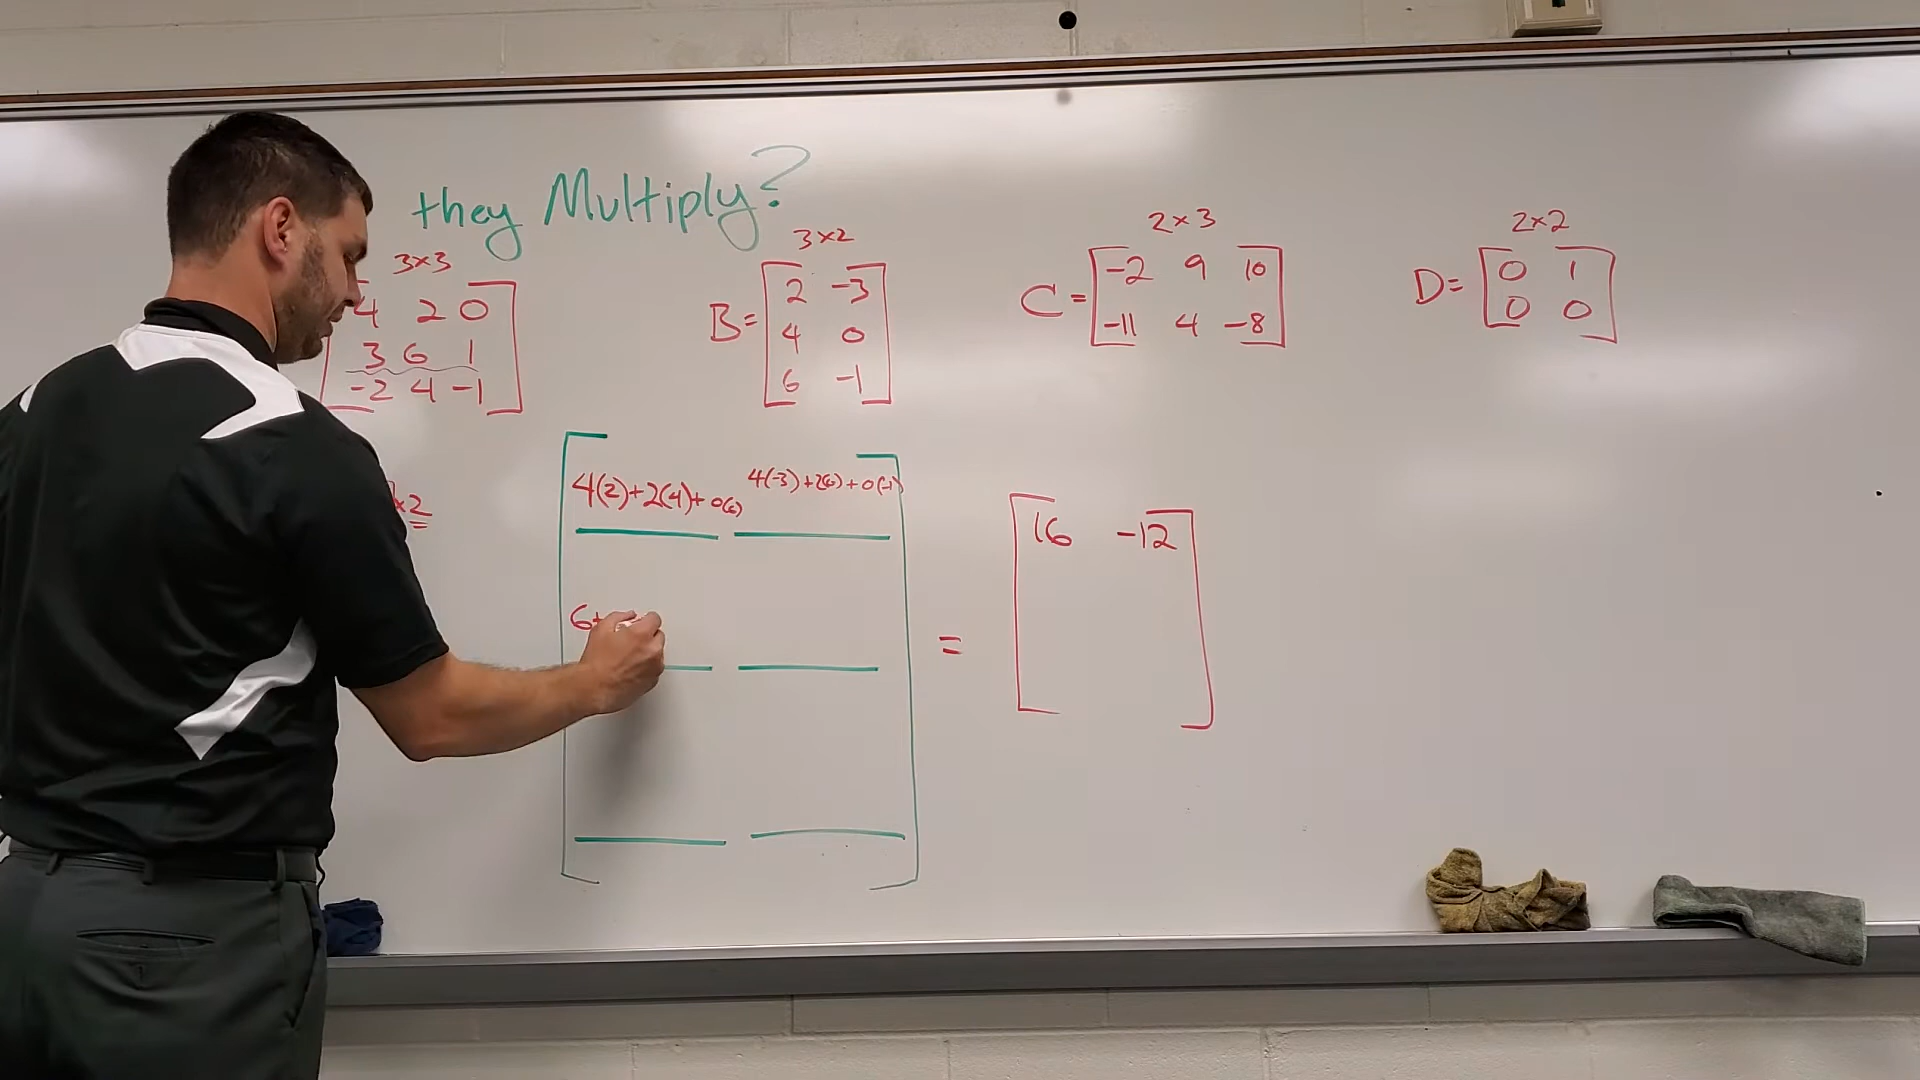 they Multiply?
3×3
4 2 0
3 6 1
-2 4 -1
3×2
B=
2 -3
4 0
6 -1
2×3
C=
-2 9 10
-11 4 -8
2×2
D=
0 1
0 0
×2
4(2)+2(4)+0(6) 4(-3)+2(0)+0(-1)
6+
=
16 -12